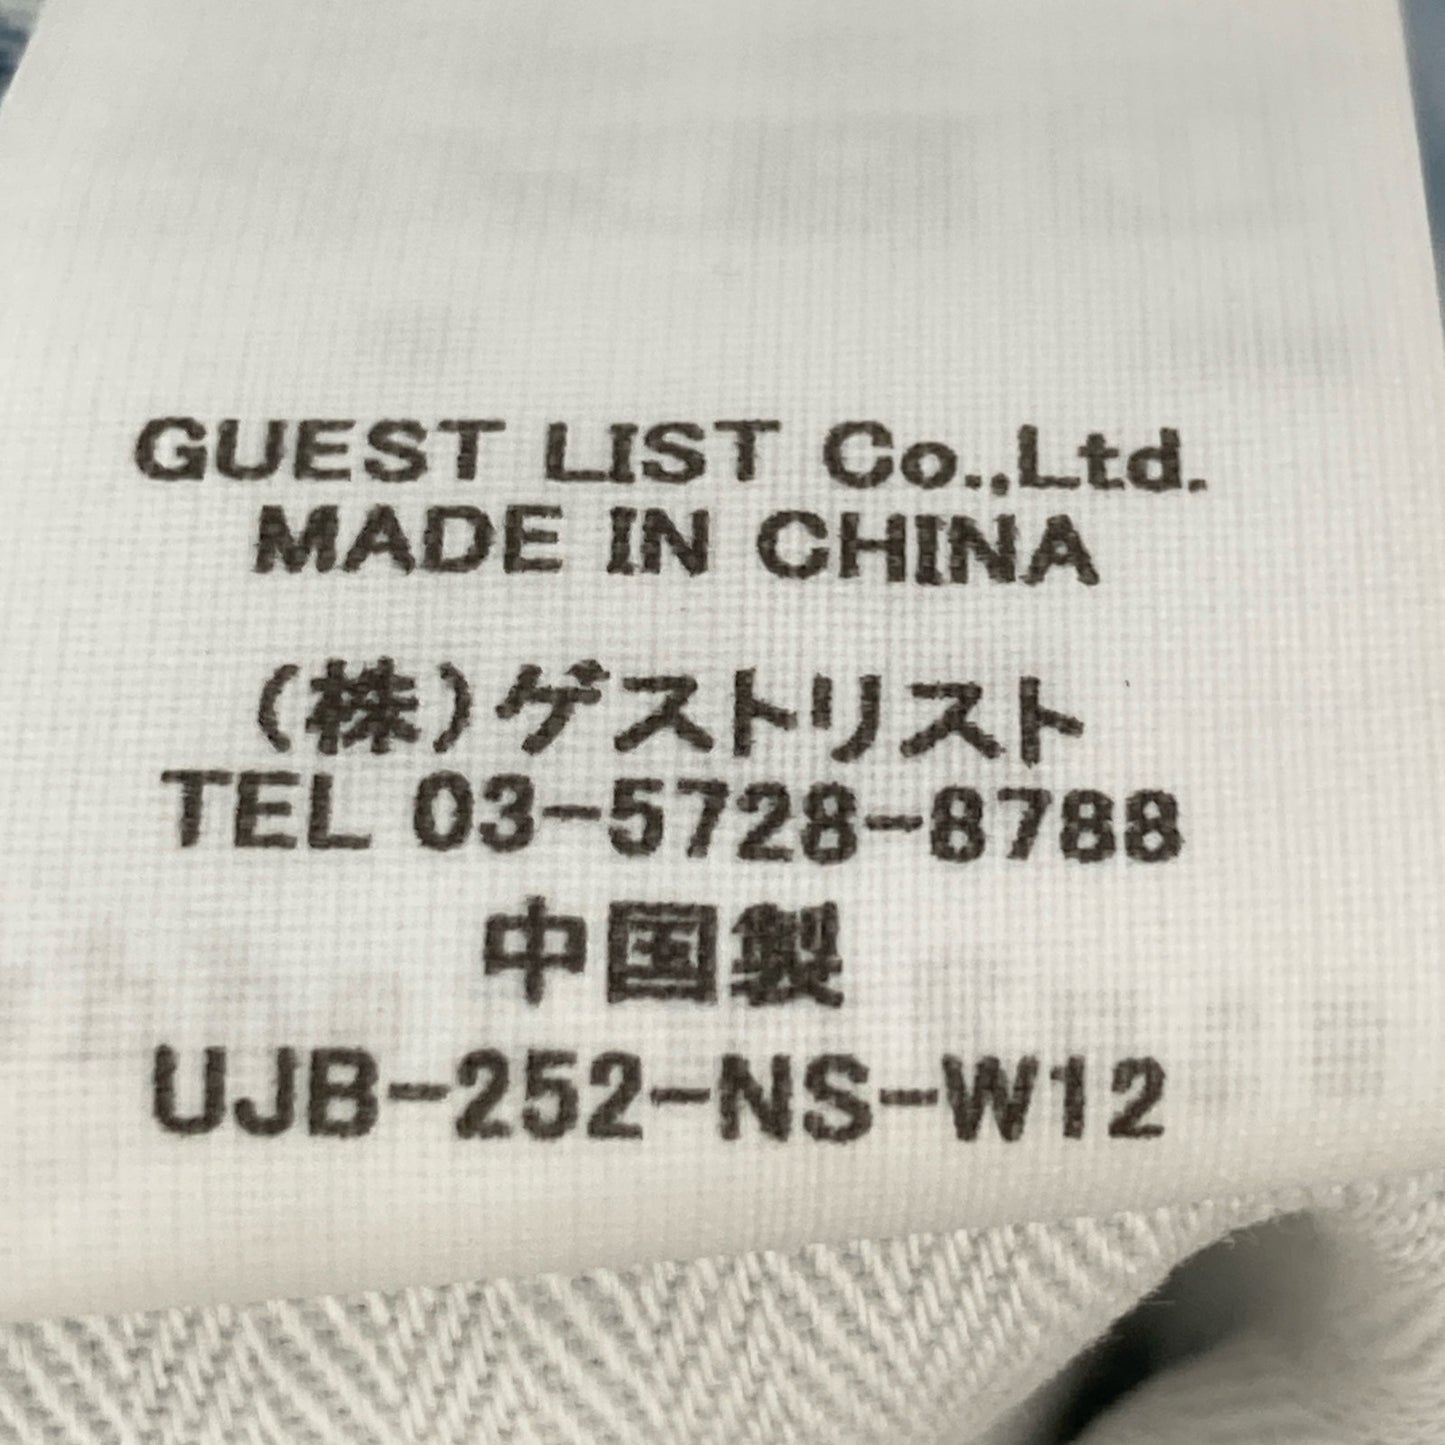 GUEST LIST Co.,Ltd.
MADE IN CHINA
(株)ゲストリスト
TEL 03-5728-8788
中国製
UJB-252-NS-W12